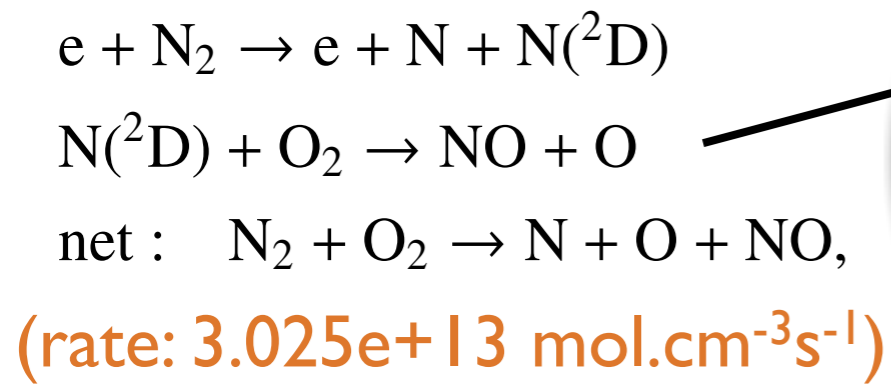 e + N₂ → e + N + N(²D)
N(²D) + O₂ → NO + O
net : N₂ + O₂ → N + O + NO,
(rate: 3.025e+13 mol.cm⁻³s⁻¹)